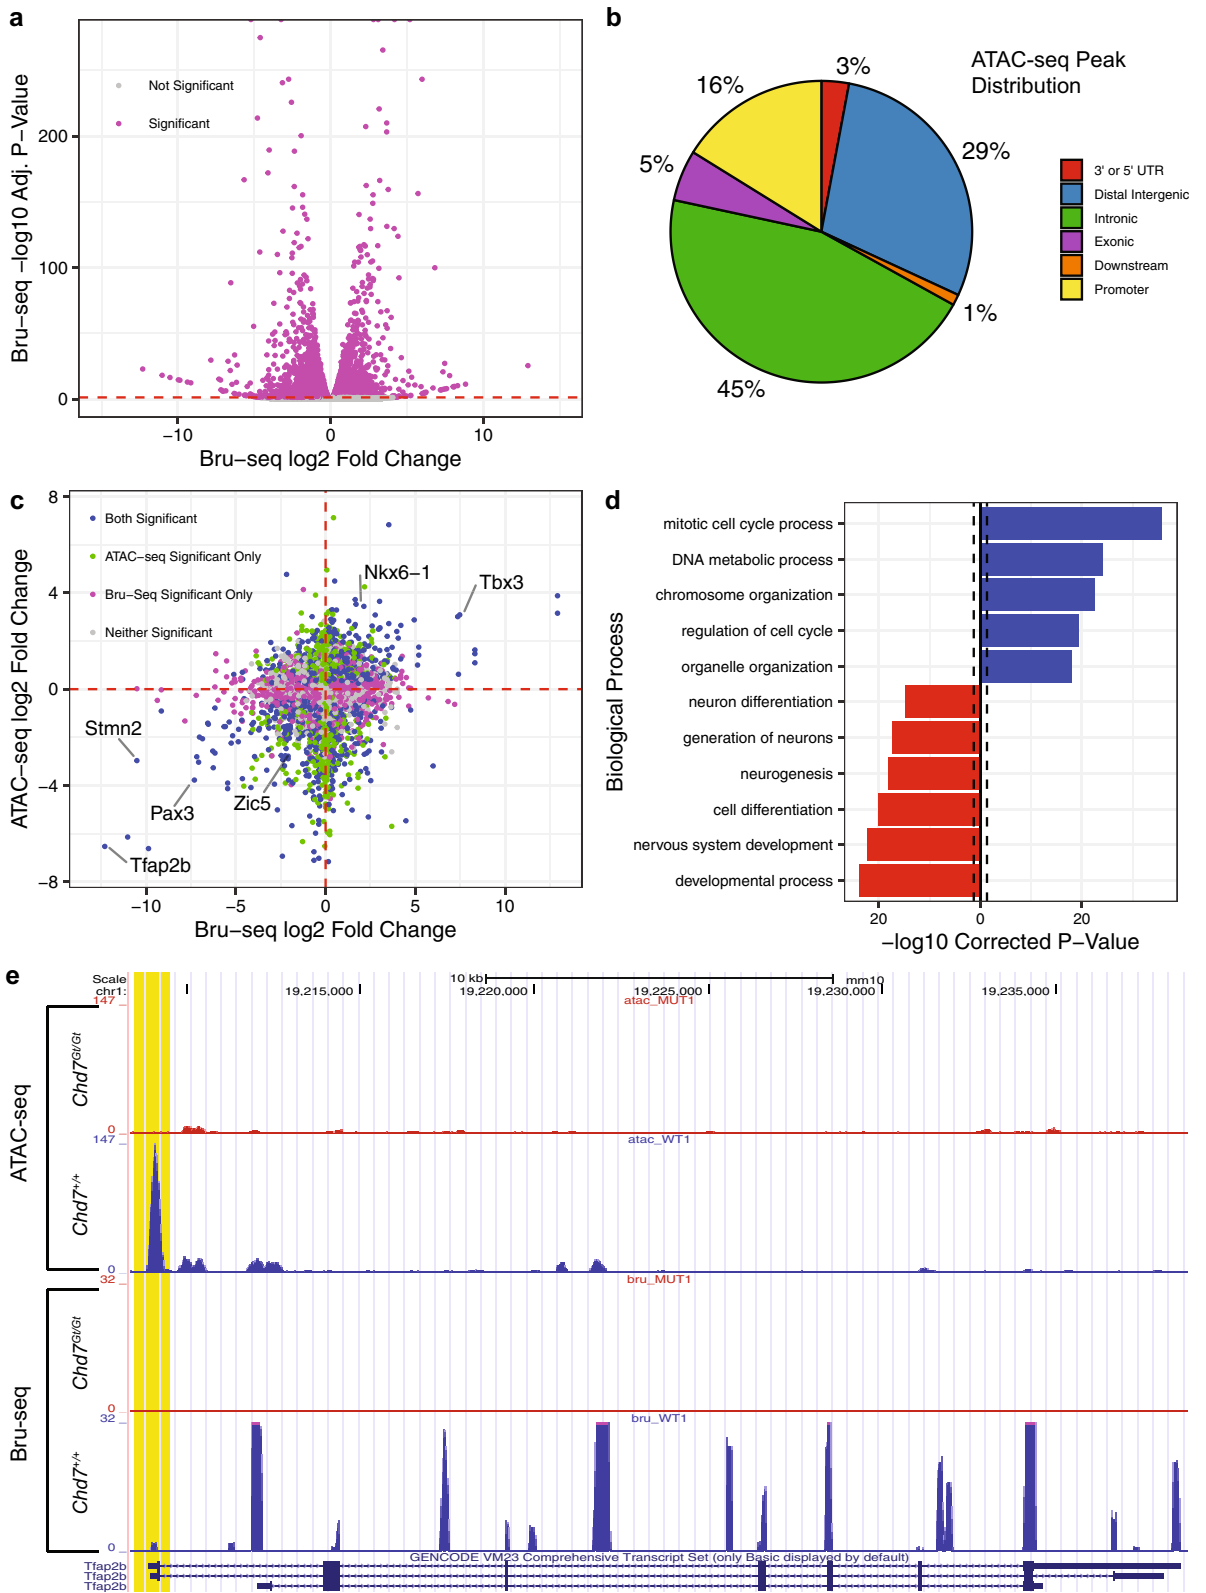 a
Bru−seq −log10 Adj. P−Value
200
100
0
Not Significant
Significant
−10
0
10
Bru−seq log2 Fold Change
b
ATAC−seq Peak
Distribution
3%
29%
1%
45%
5%
16%
3' or 5' UTR
Distal Intergenic
Intronic
Exonic
Downstream
Promoter
c
ATAC−seq log2 Fold Change
8
4
0
−4
−8
Both Significant
ATAC−seq Significant Only
Bru−Seq Significant Only
Neither Significant
Nkx6−1
Tbx3
Stmn2
Pax3
Zic5
Tfap2b
−10
−5
0
5
10
Bru−seq log2 Fold Change
d
Biological Process
mitotic cell cycle process
DNA metabolic process
chromosome organization
regulation of cell cycle
organelle organization
neuron differentiation
generation of neurons
neurogenesis
cell differentiation
nervous system development
developmental process
20
0
20
−log10 Corrected P−Value
e
Scale
10 kb
mm10
chr1:
19,215,000
19,220,000
19,225,000
19,230,000
19,235,000
ATAC−seq
Chd7Gt/Gt
147 _
atac_MUT1
0 _
Chd7+/+
147 _
atac_WT1
0 _
Bru−seq
Chd7Gt/Gt
32 _
bru_MUT1
0 _
Chd7+/+
32 _
bru_WT1
0 _
GENCODE VM23 Comprehensive Transcript Set (only Basic displayed by default)
Tfap2b
Tfap2b
Tfap2b